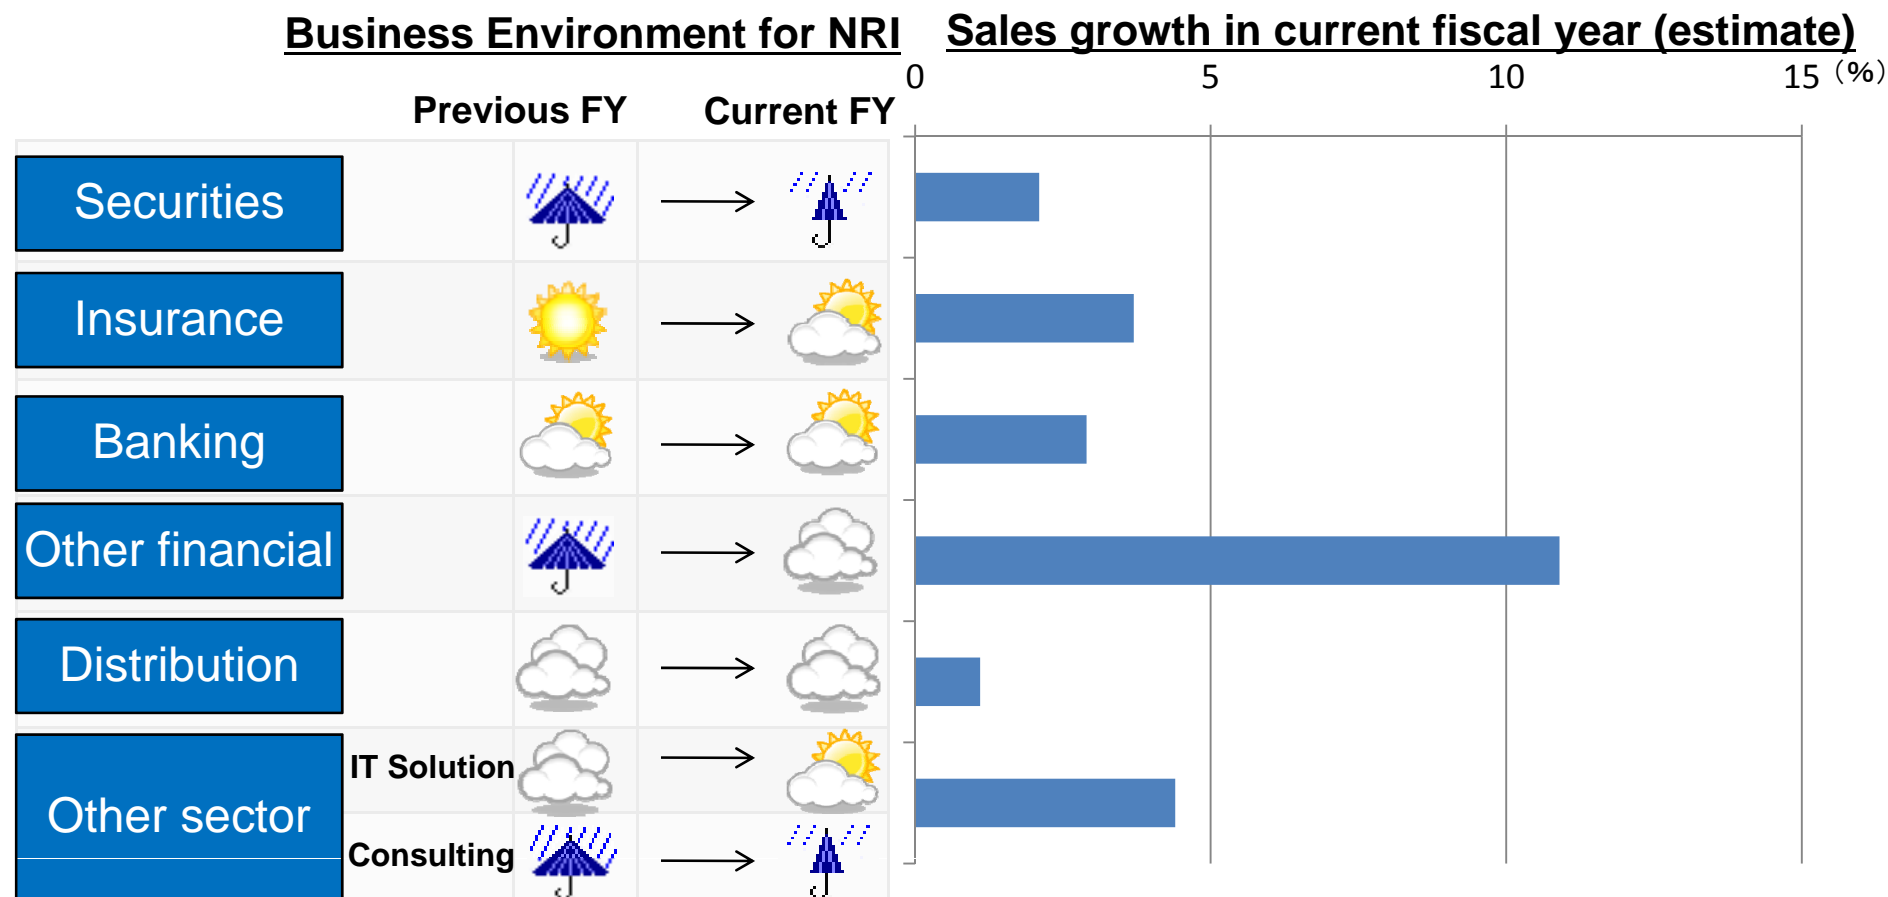 Business Environment for NRI
Sales growth in current fiscal year (estimate)
0 5 10 15 （%）
Previous FY Current FY
Securities
Insurance
Banking
Other financial
Distribution
IT Solution
Other sector
Consulting